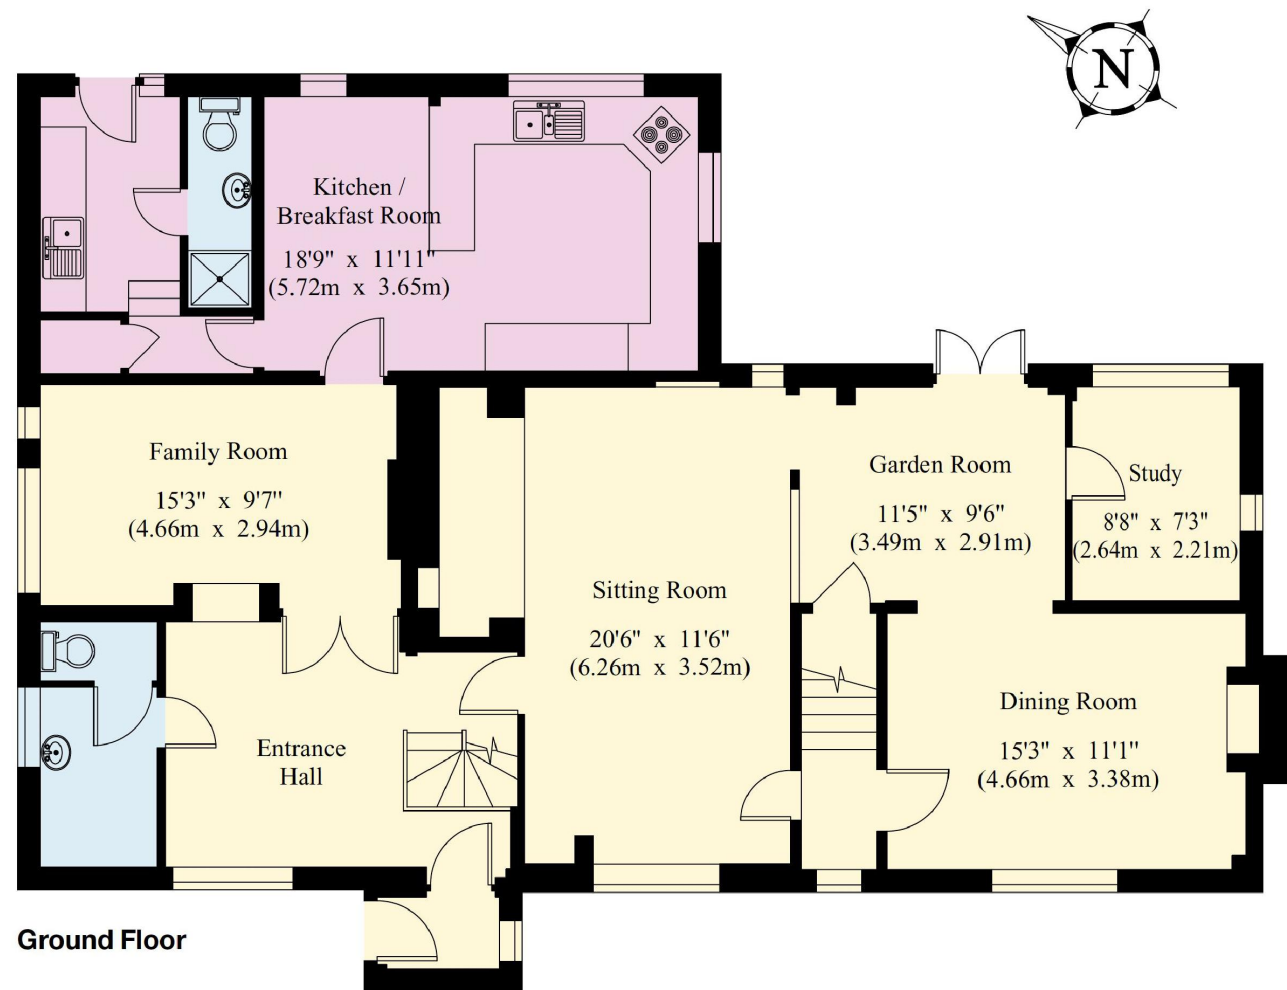 N
Kitchen /
Breakfast Room
18'9" x 11'11"
(5.72m x 3.65m)
Family Room
15'3" x 9'7"
(4.66m x 2.94m)
Garden Room
11'5" x 9'6"
(3.49m x 2.91m)
Study
8'8" x 7'3"
(2.64m x 2.21m)
Sitting Room
20'6" x 11'6"
(6.26m x 3.52m)
Dining Room
15'3" x 11'1"
(4.66m x 3.38m)
Entrance
Hall
Ground Floor